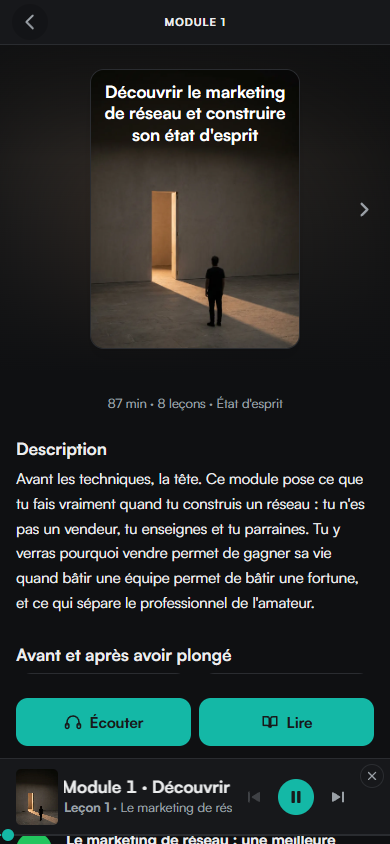 MODULE 1
Découvrir le marketing
de réseau et construire
son état d'esprit
87 min · 8 leçons · État d'esprit
Description
Avant les techniques, la tête. Ce module pose ce que
tu fais vraiment quand tu construis un réseau : tu n'es
pas un vendeur, tu enseignes et tu parraines. Tu y
verras pourquoi vendre permet de gagner sa vie
quand bâtir une équipe permet de bâtir une fortune,
et ce qui sépare le professionnel de l'amateur.
Avant et après avoir plongé
Écouter
Lire
Module 1 · Découvrir
Leçon 1 · Le marketing de rés
Le marketing de réseau : une meilleure